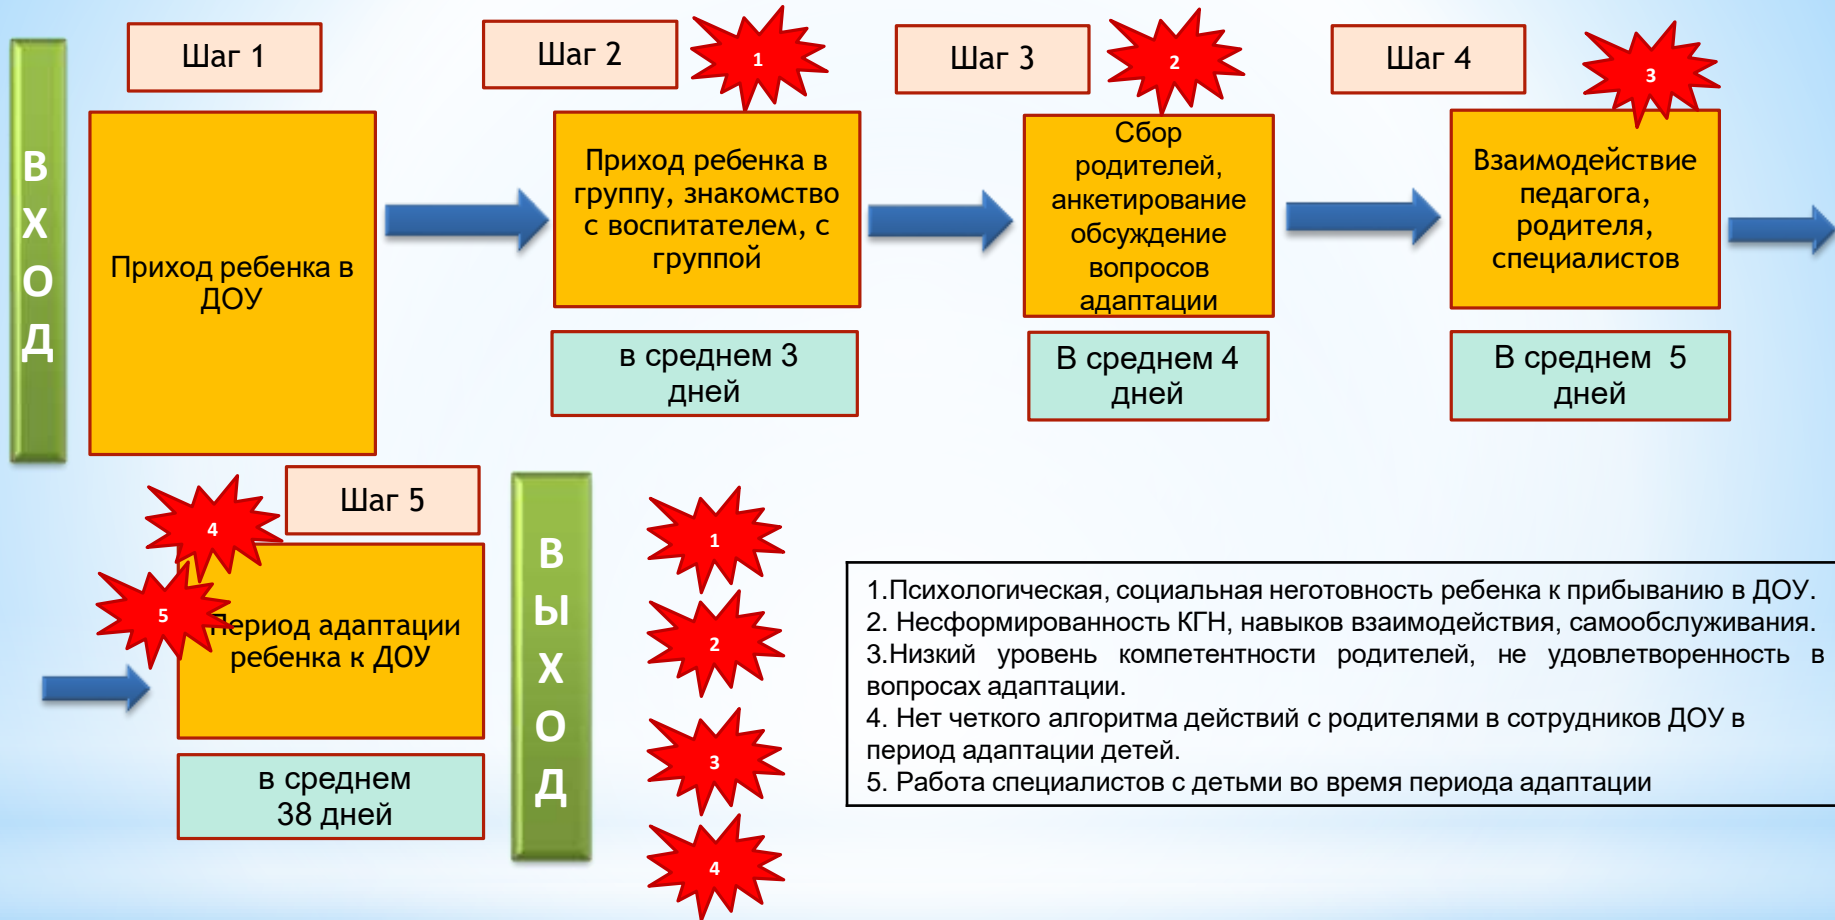 ВХОД
Шаг 1
Приход ребенка в
ДОУ
Шаг 2
1
Приход ребенка в
группу, знакомство
с воспитателем, с
группой
в среднем 3
дней
Шаг 3
2
Сбор
родителей,
анкетирование
обсуждение
вопросов
адаптации
В среднем 4
дней
Шаг 4
3
Взаимодействие
педагога,
родителя,
специалистов
В среднем 5
дней
4
5
Шаг 5
Период адаптации
ребенка к ДОУ
в среднем
38 дней
ВЫХОД
1
2
3
4
1.Психологическая, социальная неготовность ребенка к прибыванию в ДОУ.
2. Несформированность КГН, навыков взаимодействия, самообслуживания.
3.Низкий уровень компетентности родителей, не удовлетворенность в
вопросах адаптации.
4. Нет четкого алгоритма действий с родителями в сотрудников ДОУ в
период адаптации детей.
5. Работа специалистов с детьми во время периода адаптации